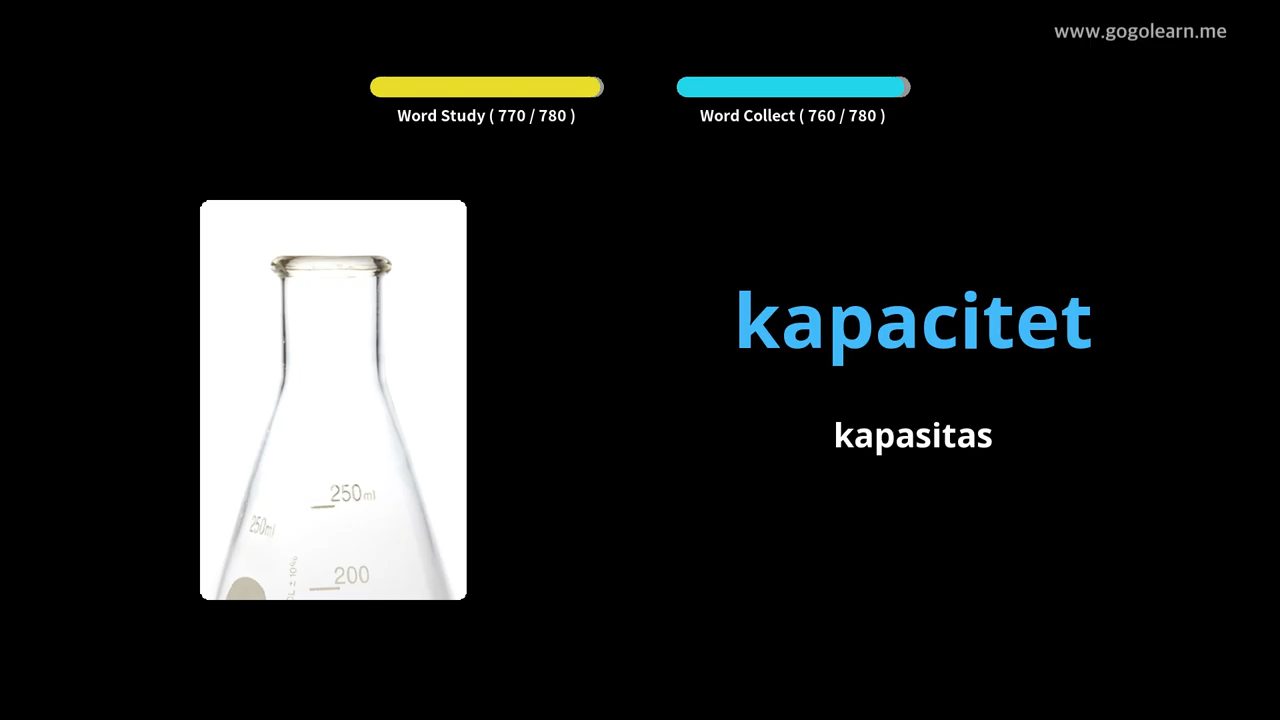 www.gogolearn.me
Word Study ( 770 / 780 )
Word Collect ( 760 / 780 )
kapacitet
kapasitas
250ml
250ml
200